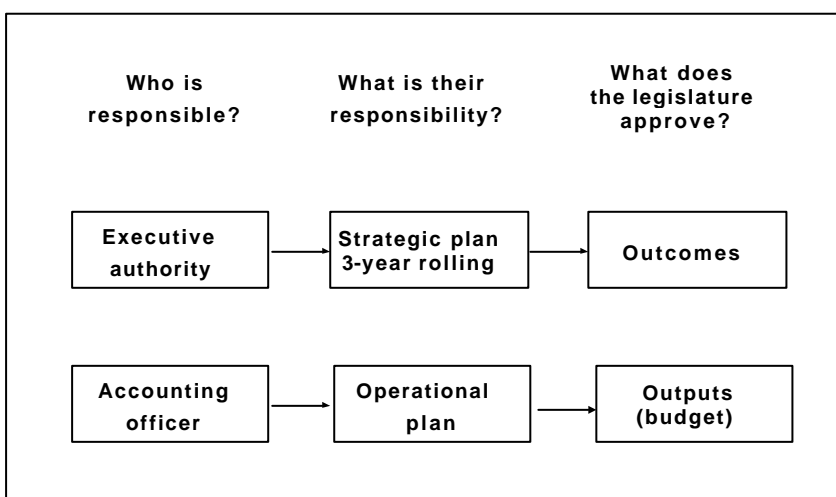 Who is
responsible?
What is their
responsibility?
What does
the legislature
approve?
Executive
authority
Strategic plan
3-year rolling
Outcomes
Accounting
officer
Operational
plan
Outputs
(budget)